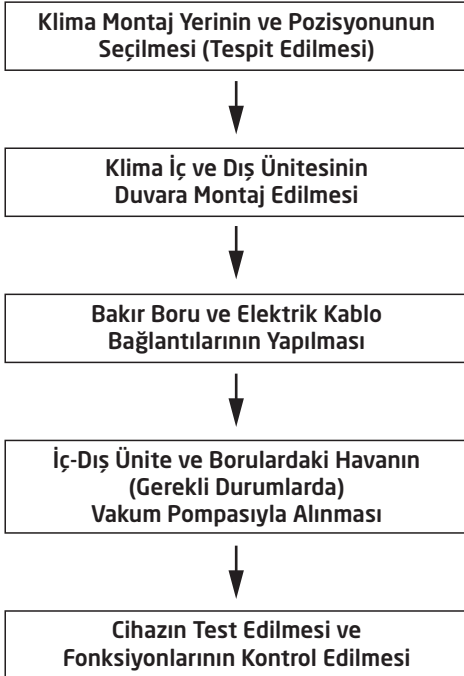 Klima Montaj Yerinin ve Pozisyonunun
Seçilmesi (Tespit Edilmesi)
Klima İç ve Dış Ünitesinin
Duvara Montaj Edilmesi
Bakır Boru ve Elektrik Kablo
Bağlantılarının Yapılması
İç-Dış Ünite ve Borulardaki Havanın
(Gerekli Durumlarda)
Vakum Pompasıyla Alınması
Cihazın Test Edilmesi ve
Fonksiyonlarının Kontrol Edilmesi